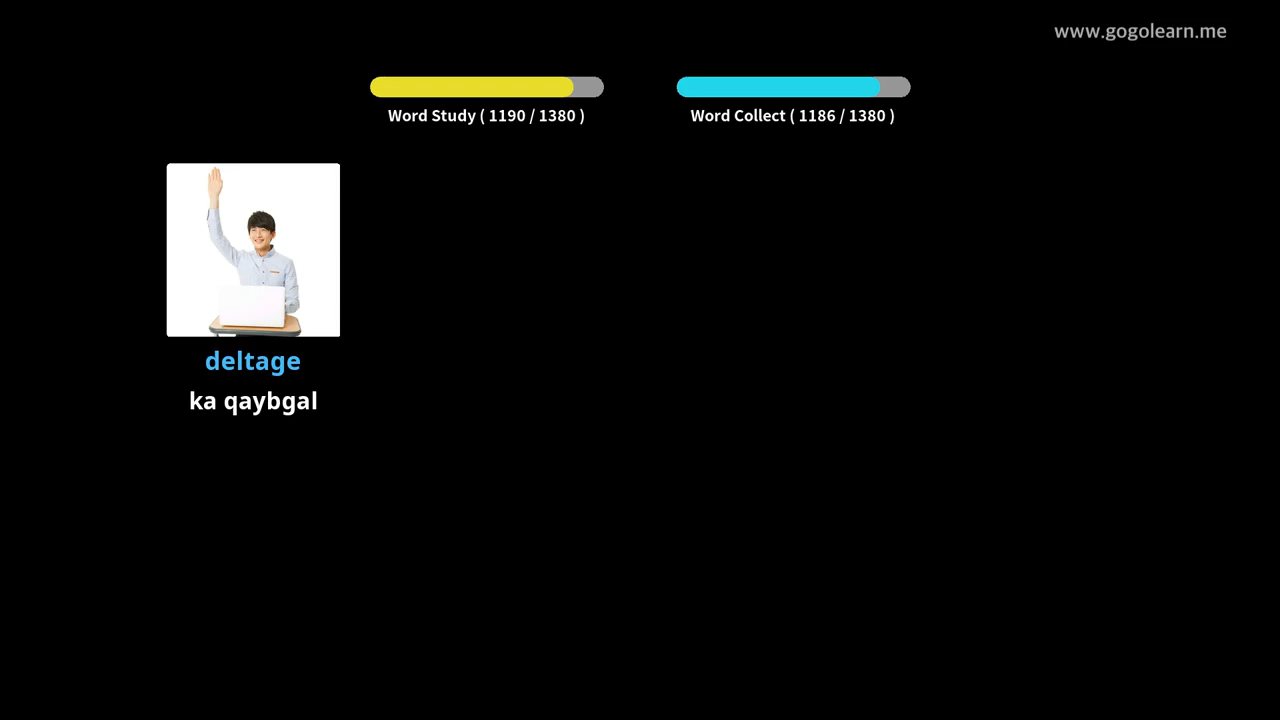 www.gogolearn.me
Word Study ( 1190 / 1380 )
Word Collect ( 1186 / 1380 )
deltage
ka qaybgal